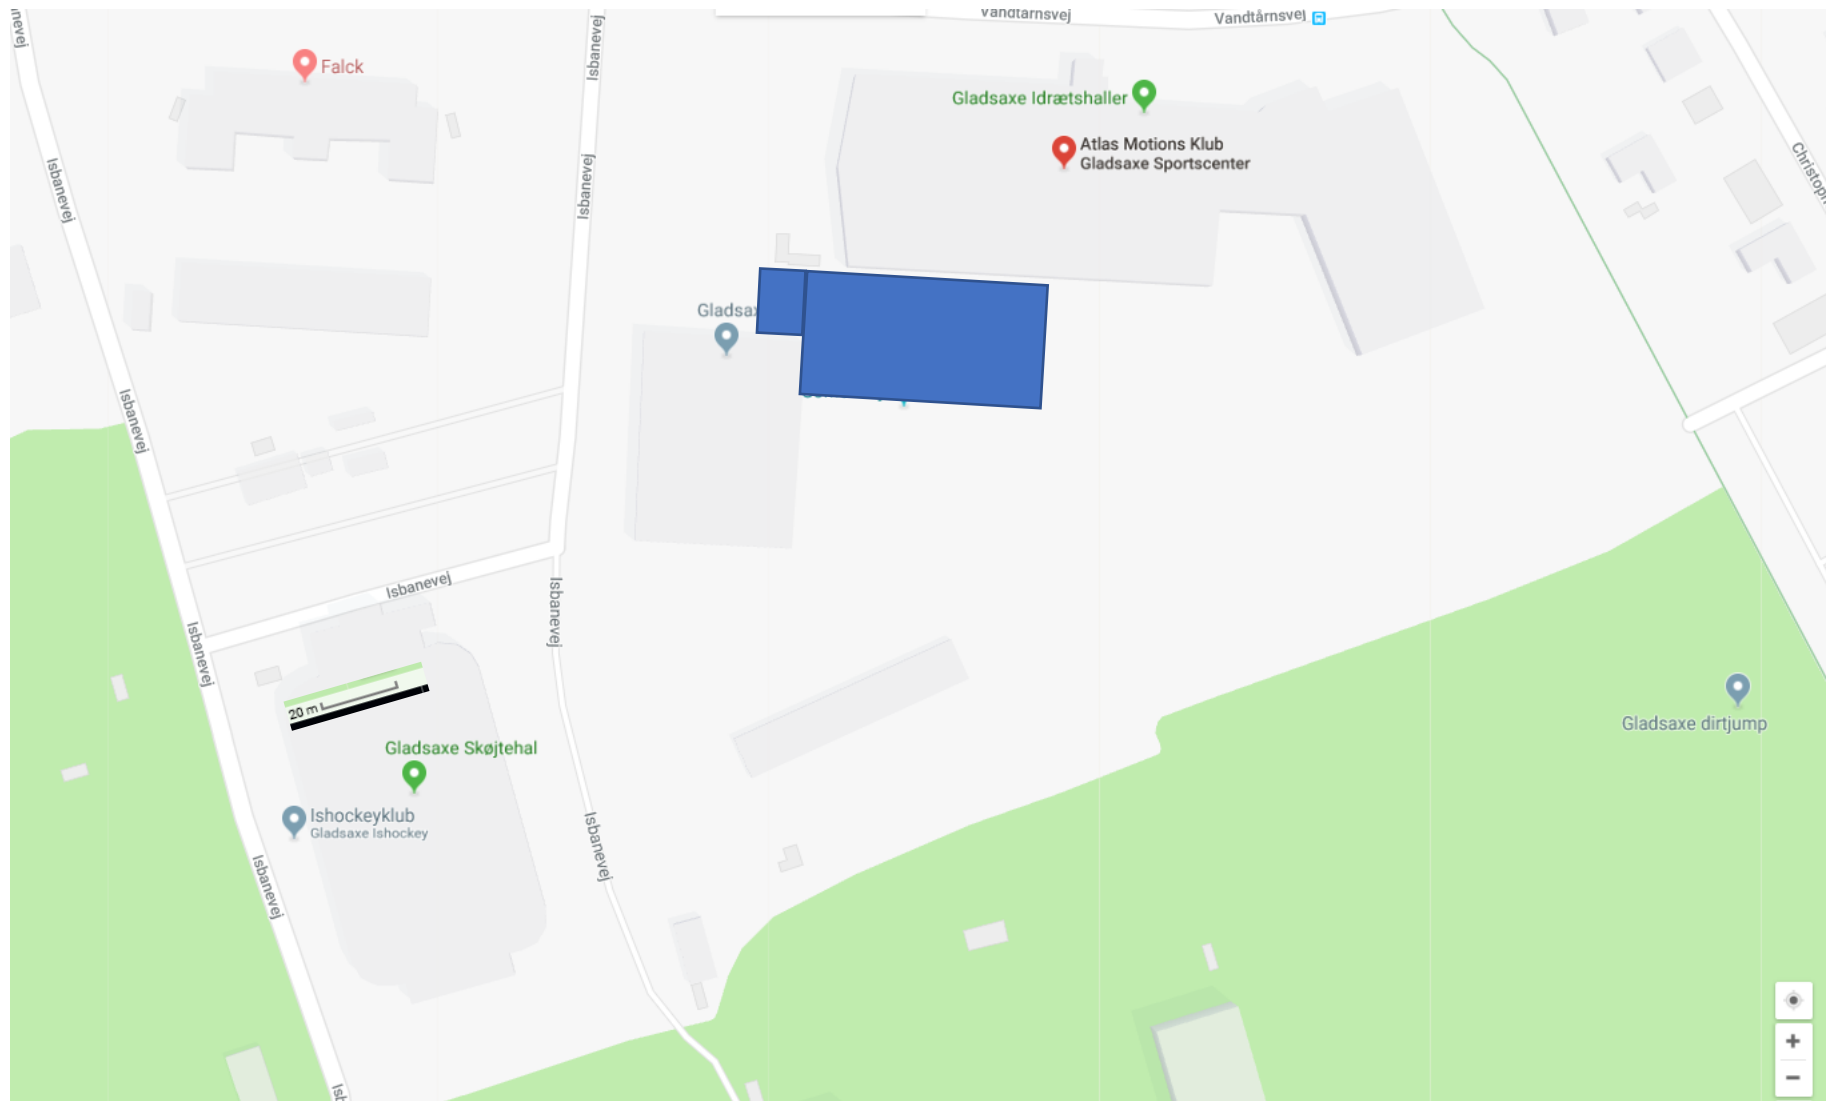 Vandtårnsvej
Vandtårnsvej
Isbanevej
Falck
Gladsaxe Idrætshaller
Atlas Motions Klub
Gladsaxe Sportscenter
Isbanevej
Isbanevej
Isbanevej
Isbanevej
Isbanevej
Isbanevej
Isbanevej
20 m
Gladsaxe Skøjtehal
Gladsaxe dirtjump
Ishockeyklub
Gladsaxe Ishockey
Isbanevej
Isbanevej